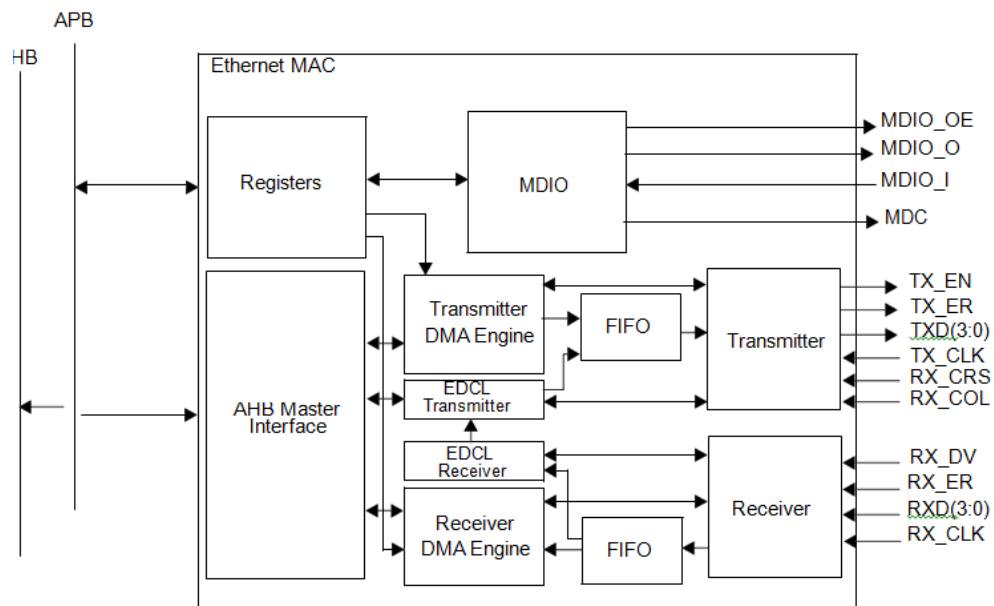 APB
HB
Ethernet MAC
Registers
MDIO
MDIO_OE
MDIO_O
MDIO_I
MDC
AHB Master
Interface
Transmitter
DMA Engine
FIFO
Transmitter
TX_EN
TX_ER
TXD(3:0)
TX_CLK
RX_CRS
RX_COL
EDCL
Transmitter
EDCL
Receiver
Receiver
DMA Engine
FIFO
Receiver
RX_DV
RX_ER
RXD(3:0)
RX_CLK